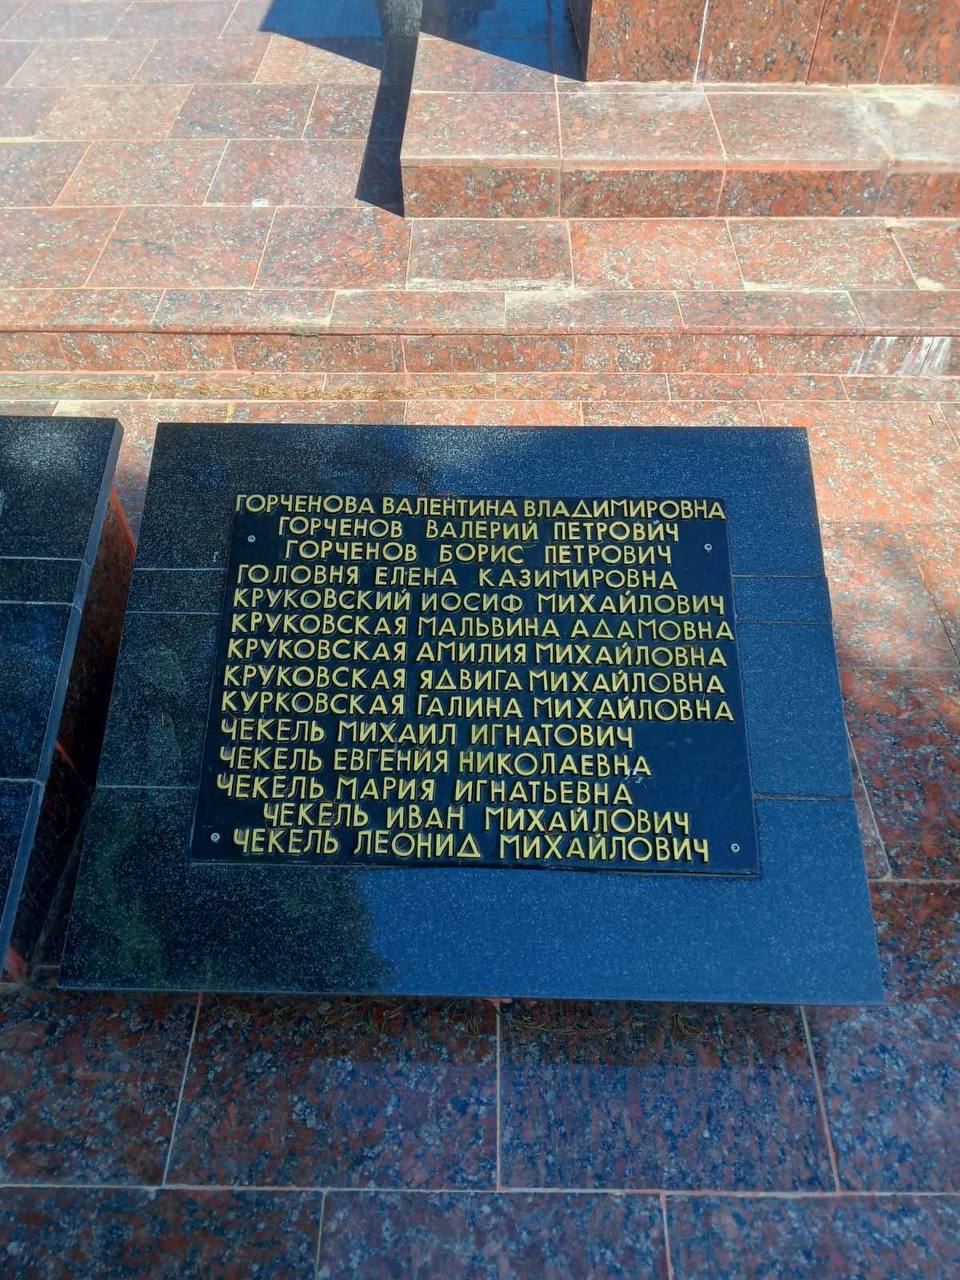 ГОРЧЕНОВА ВАЛЕНТИНА ВЛАДИМИРОВНА
ГОРЧЕНОВ ВАЛЕРИЙ ПЕТРОВИЧ
ГОРЧЕНОВ БОРИС ПЕТРОВИЧ
ГОЛОВНЯ ЕЛЕНА КАЗИМИРОВНА
КРУКОВСКИЙ ИОСИФ МИХАЙЛОВИЧ
КРУКОВСКАЯ МАЛЬВИНА АДАМОВНА
КРУКОВСКАЯ АМИЛИЯ МИХАЙЛОВНА
КРУКОВСКАЯ ЯДВИГА МИХАЙЛОВНА
КУРКОВСКАЯ ГАЛИНА МИХАЙЛОВНА
ЧЕКЕЛЬ МИХАИЛ ИГНАТОВИЧ
ЧЕКЕЛЬ ЕВГЕНИЯ НИКОЛАЕВНА
ЧЕКЕЛЬ МАРИЯ ИГНАТЬЕВНА
ЧЕКЕЛЬ ИВАН МИХАЙЛОВИЧ
ЧЕКЕЛЬ ЛЕОНИД МИХАЙЛОВИЧ